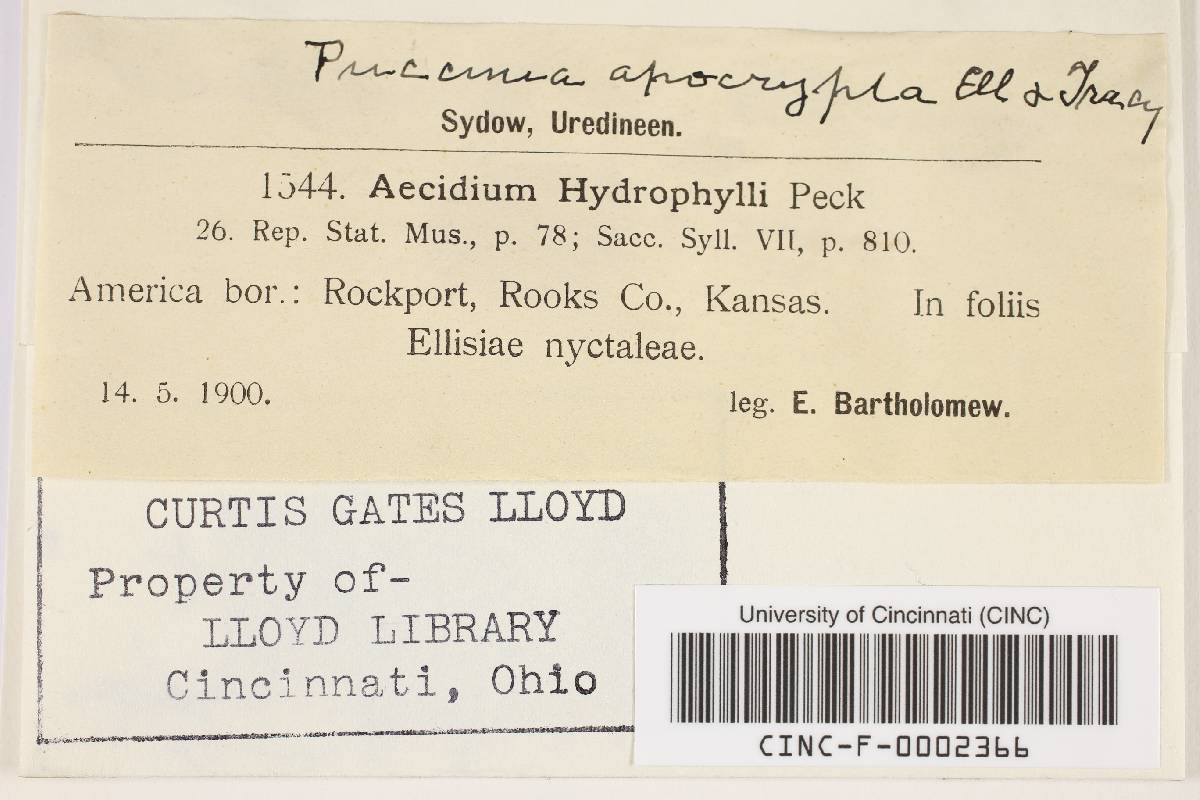 Puccinia apocrypta Ell & Tracy
Sydow, Uredineen.
1544. Aecidium Hydrophylli Peck
26. Rep. Stat. Mus., p. 78; Sacc. Syll. VII, p. 810.
America bor.: Rockport, Rooks Co., Kansas. In foliis
Ellisiae nyctaleae.
14. 5. 1900. leg. E. Bartholomew.
CURTIS GATES LLOYD
Property of-
LLOYD LIBRARY
Cincinnati, Ohio
University of Cincinnati (CINC)
CINC-F-0002366